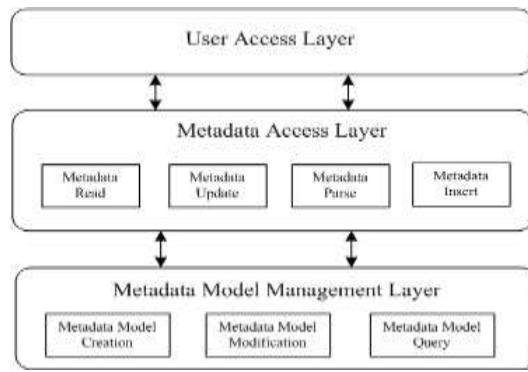 User Access Layer
Metadata Access Layer
Metadata
Read
Metadata
Update
Metadata
Parse
Metadata
Insert
Metadata Model Management Layer
Metadata Model
Creation
Metadata Model
Modification
Metadata Model
Query